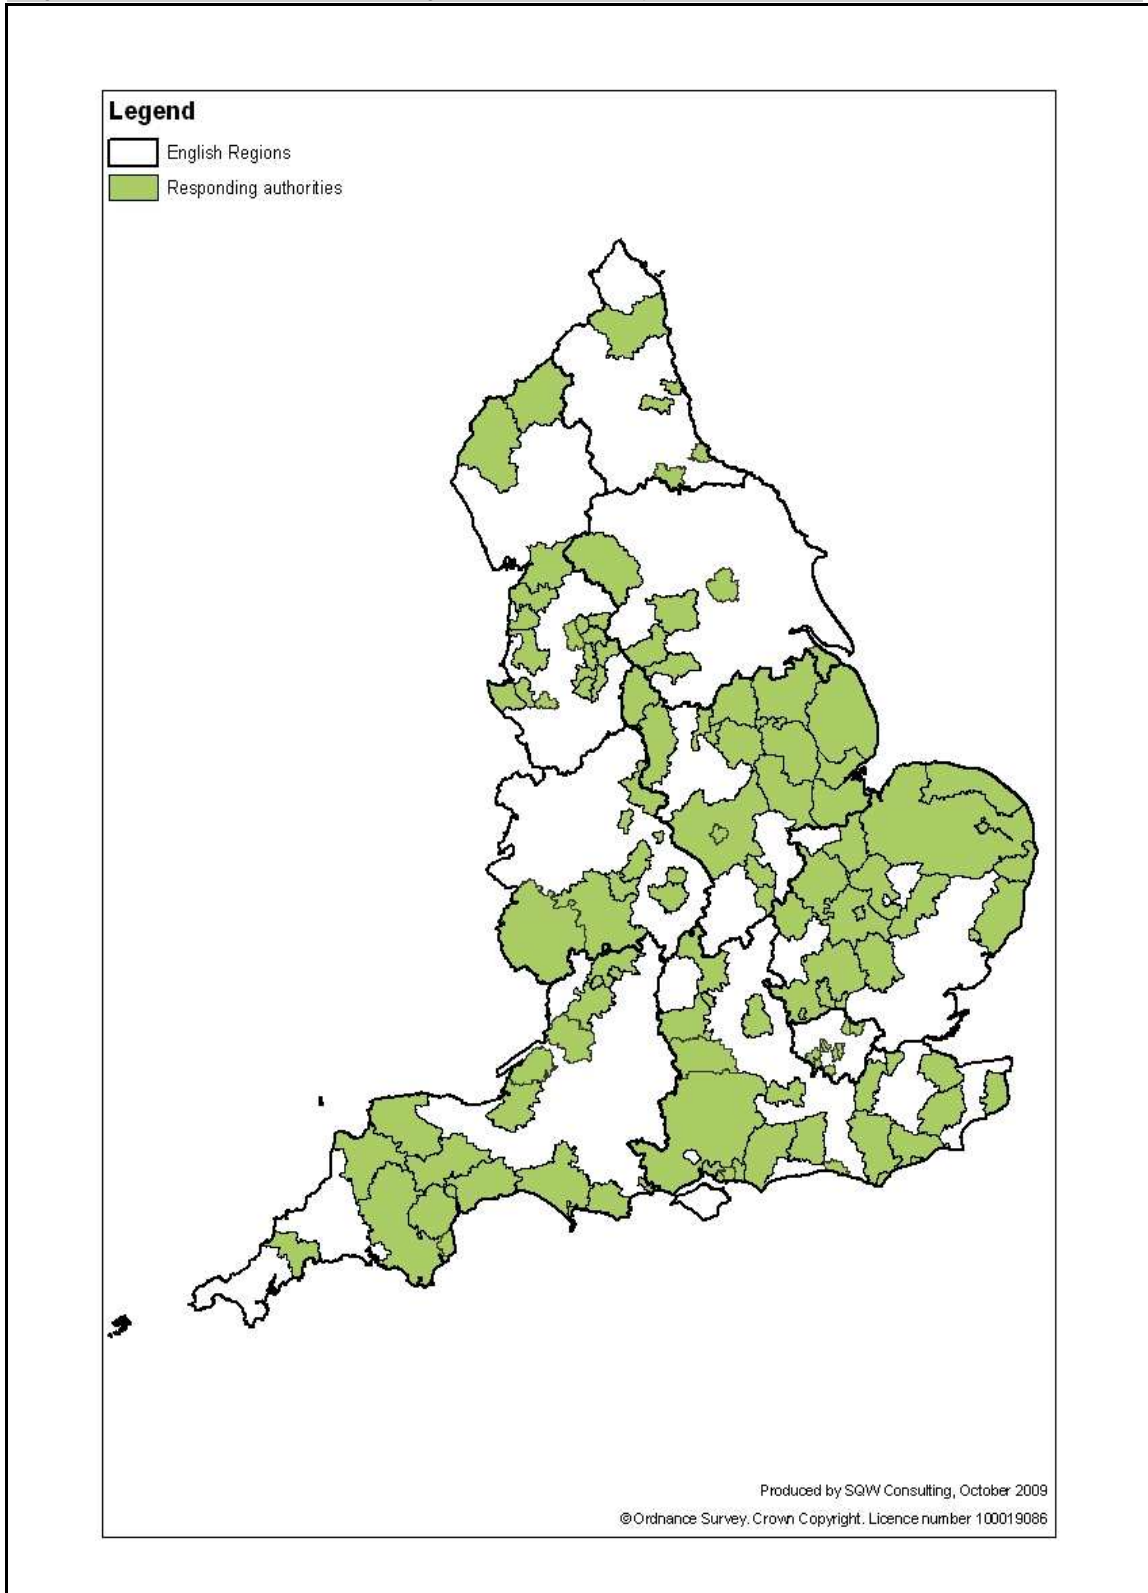 Legend
English Regions
Responding authorities
Produced by SQW Consulting, October 2009
© Ordnance Survey. Crown Copyright. Licence number 100019086